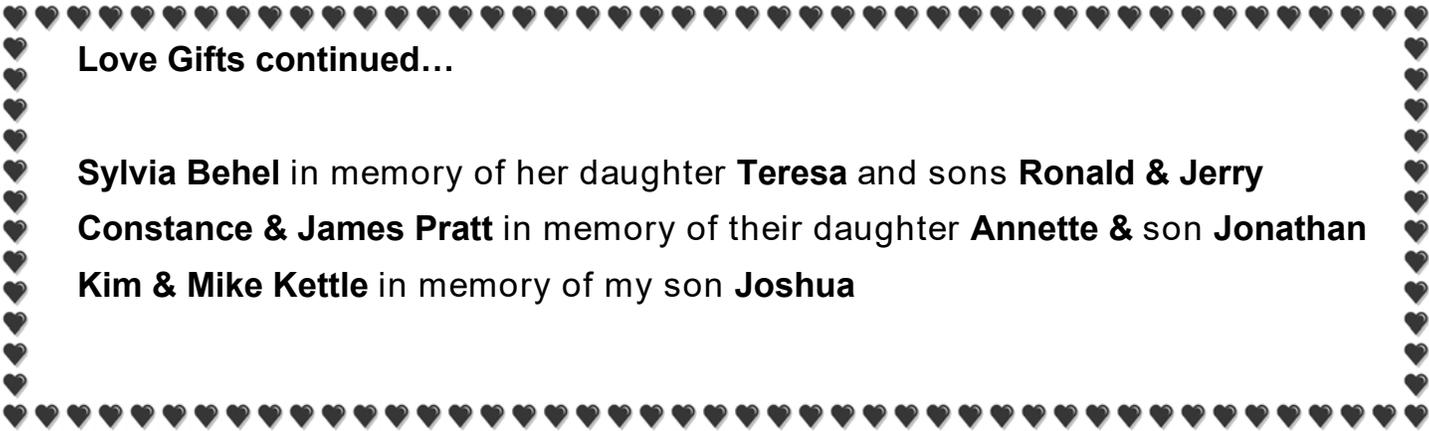 Love Gifts continued…
Sylvia Behel in memory of her daughter Teresa and sons Ronald & Jerry
Constance & James Pratt in memory of their daughter Annette & son Jonathan
Kim & Mike Kettle in memory of my son Joshua